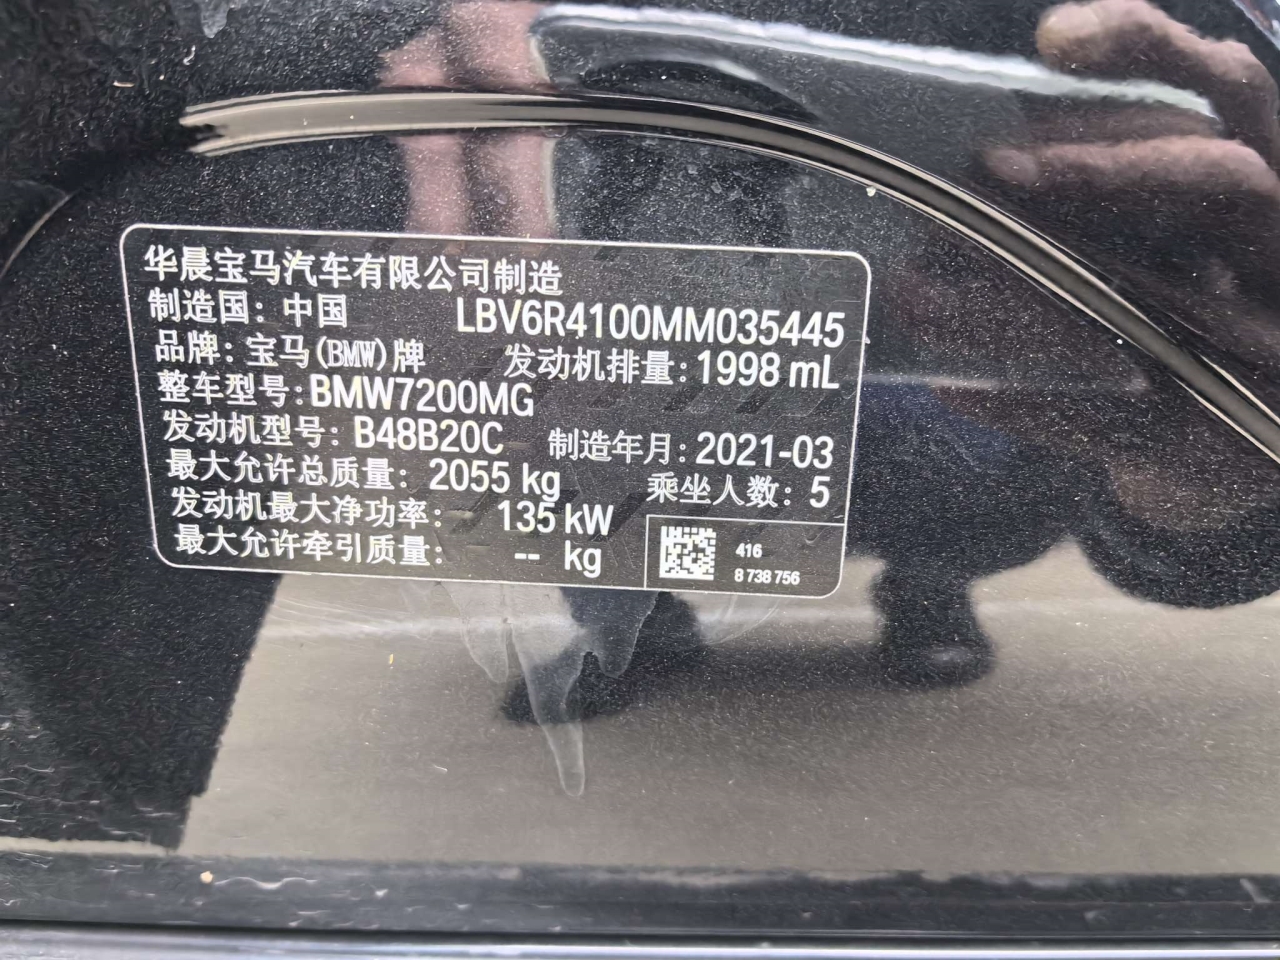 华晨宝马汽车有限公司制造
制造国: 中国 LBV6R4100MM035445
品牌: 宝马(BMW)牌 发动机排量: 1998 mL
整车型号: BMW7200MG
发动机型号: B48B20C 制造年月: 2021-03
最大允许总质量: 2055 kg 乘坐人数: 5
发动机最大净功率: 135 kW
最大允许牵引质量: -- kg
416
8 738 756